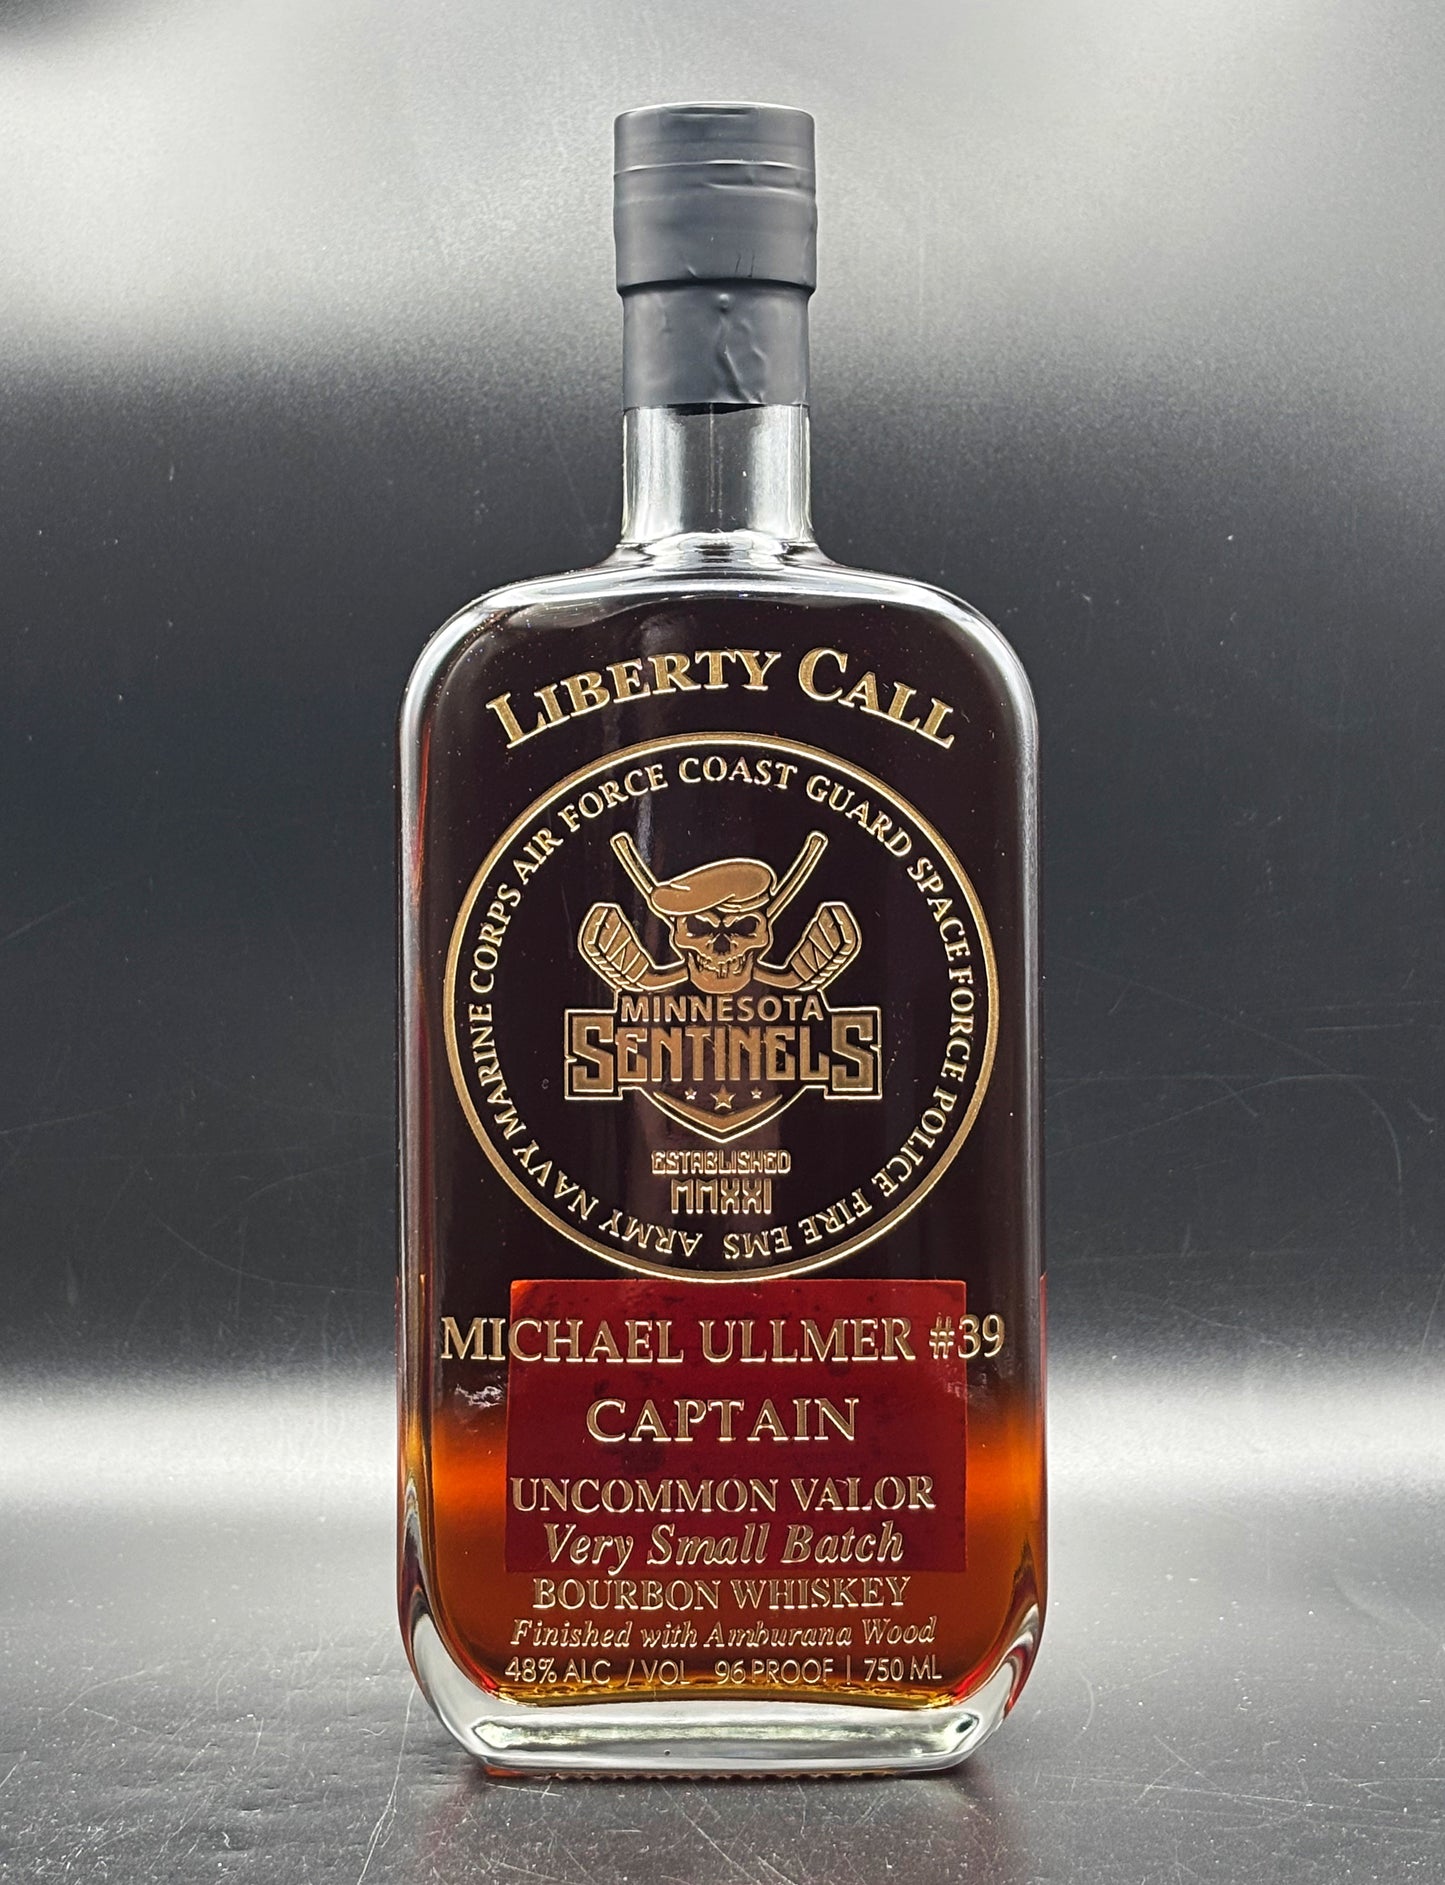 LIBERTY CALL
ARMY NAVY MARINE CORPS AIR FORCE COAST GUARD SPACE FORCE POLICE FIRE EMS
MINNESOTA
SENTINELS
ESTABLISHED
MMXXI
MICHAEL ULLMER #39
CAPTAIN
UNCOMMON VALOR
Very Small Batch
BOURBON WHISKEY
Finished with Amburana Wood
48% ALC / VOL 96 PROOF | 750 ML